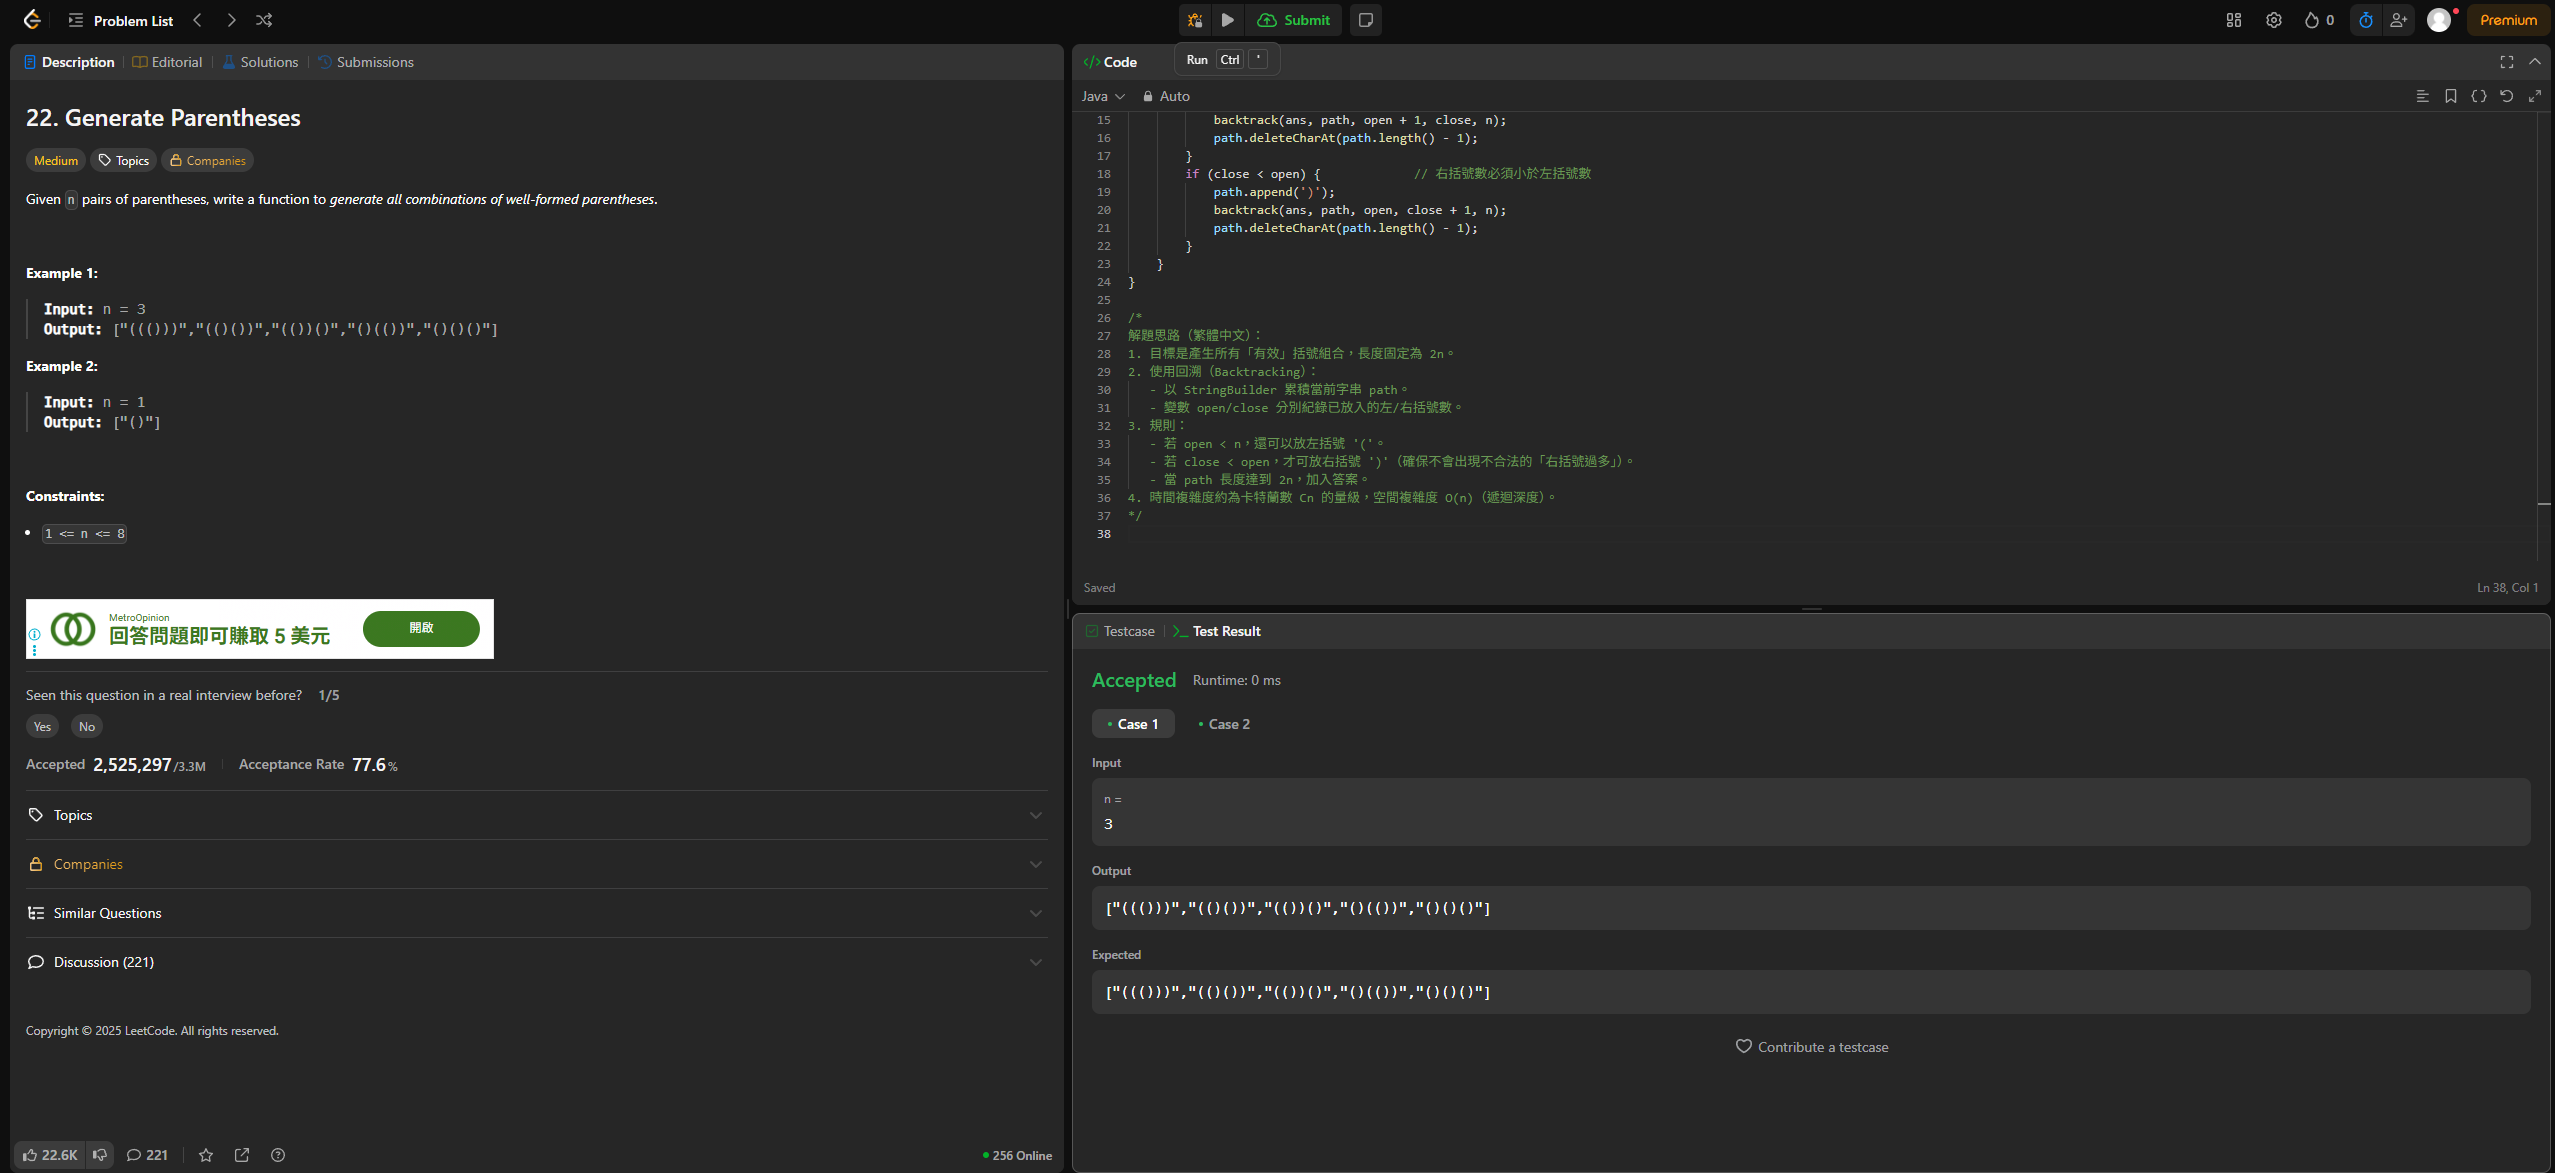 Problem List
Submit
0
Premium
Description
Editorial
Solutions
Submissions
22. Generate Parentheses
Medium
Topics
Companies
Given n pairs of parentheses, write a function to generate all combinations of well-formed parentheses.
Example 1:
Input: n = 3
Output: ["((()))","(()())","(())()","()(())","()()()"]
Example 2:
Input: n = 1
Output: ["()"]
Constraints:
1 <= n <= 8
MetroOpinion
回答問題即可賺取 5 美元
開啟
Seen this question in a real interview before? 1/5
Yes No
Accepted 2,525,297/3.3M Acceptance Rate 77.6%
Topics
Companies
Similar Questions
Discussion (221)
Copyright © 2025 LeetCode. All rights reserved.
22.6K 221
256 Online
Code
Run Ctrl '
Java Auto
15 backtrack(ans, path, open + 1, close, n);
16 path.deleteCharAt(path.length() - 1);
17 }
18 if (close < open) { // 右括號數必須小於左括號數
19 path.append(')');
20 backtrack(ans, path, open, close + 1, n);
21 path.deleteCharAt(path.length() - 1);
22 }
23 }
24 }
25
26 /*
27 解題思路（繁體中文）：
28 1. 目標是產生所有「有效」括號組合，長度固定為 2n。
29 2. 使用回溯（Backtracking）：
30 - 以 StringBuilder 累積當前字串 path。
31 - 變數 open/close 分別紀錄已放入的左/右括號數。
32 3. 規則：
33 - 若 open < n，還可以放左括號 '('。
34 - 若 close < open，才可放右括號 ')'（確保不會出現不合法的「右括號過多」）。
35 - 當 path 長度達到 2n，加入答案。
36 4. 時間複雜度約為卡特蘭數 Cn 的量級，空間複雜度 O(n)（遞迴深度）。
37 */
38
Saved
Ln 38, Col 1
Testcase
Test Result
Accepted Runtime: 0 ms
Case 1 Case 2
Input
n =
3
Output
["((()))","(()())","(())()","()(())","()()()"]
Expected
["((()))","(()())","(())()","()(())","()()()"]
Contribute a testcase